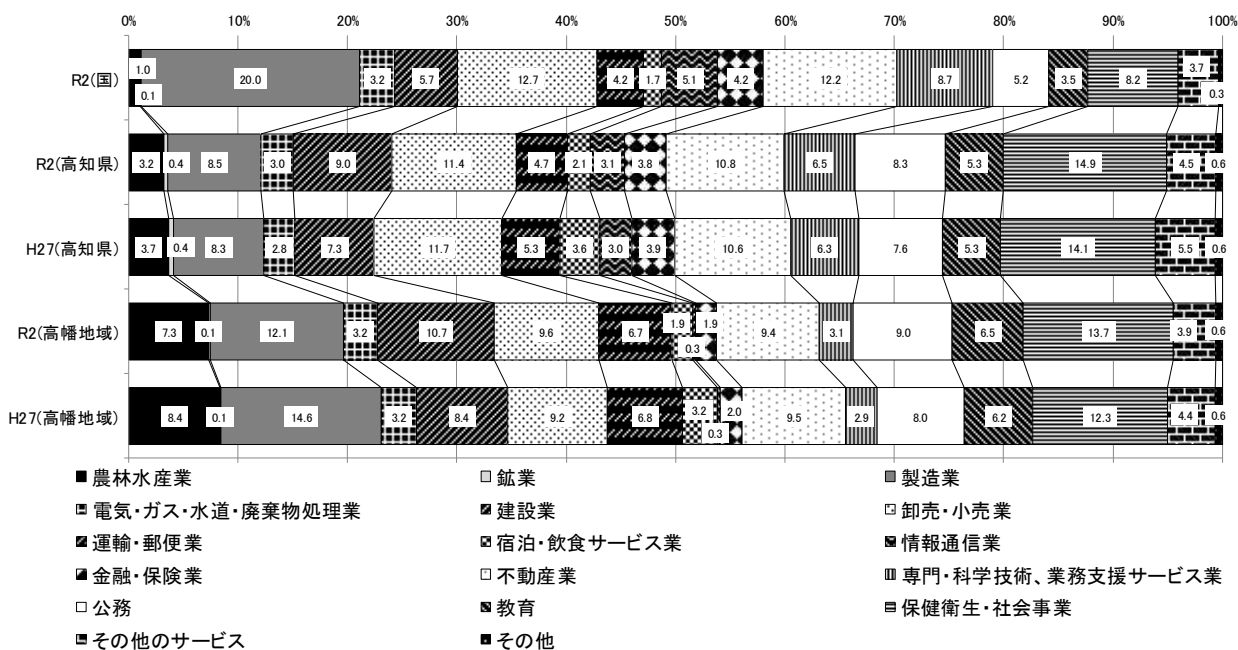 0% 10% 20% 30% 40% 50% 60% 70% 80% 90% 100%
R2(国) 1.0 0.1 20.0 3.2 5.7 12.7 4.2 1.7 5.1 4.2 12.2 8.7 5.2 3.5 8.2 3.7 0.3
R2(高知県) 3.2 0.4 8.5 3.0 9.0 11.4 4.7 2.1 3.1 3.8 10.8 6.5 8.3 5.3 14.9 4.5 0.6
H27(高知県) 3.7 0.4 8.3 2.8 7.3 11.7 5.3 3.6 3.0 3.9 10.6 6.3 7.6 5.3 14.1 5.5 0.6
R2(高幡地域) 7.3 0.1 12.1 3.2 10.7 9.6 6.7 1.9 0.3 1.9 9.4 3.1 9.0 6.5 13.7 3.9 0.6
H27(高幡地域) 8.4 0.1 14.6 3.2 8.4 9.2 6.8 3.2 0.3 2.0 9.5 2.9 8.0 6.2 12.3 4.4 0.6
農林水産業 鉱業 製造業
電気・ガス・水道・廃棄物処理業 建設業 卸売・小売業
運輸・郵便業 宿泊・飲食サービス業 情報通信業
金融・保険業 不動産業 専門・科学技術、業務支援サービス業
公務 教育 保健衛生・社会事業
その他のサービス その他